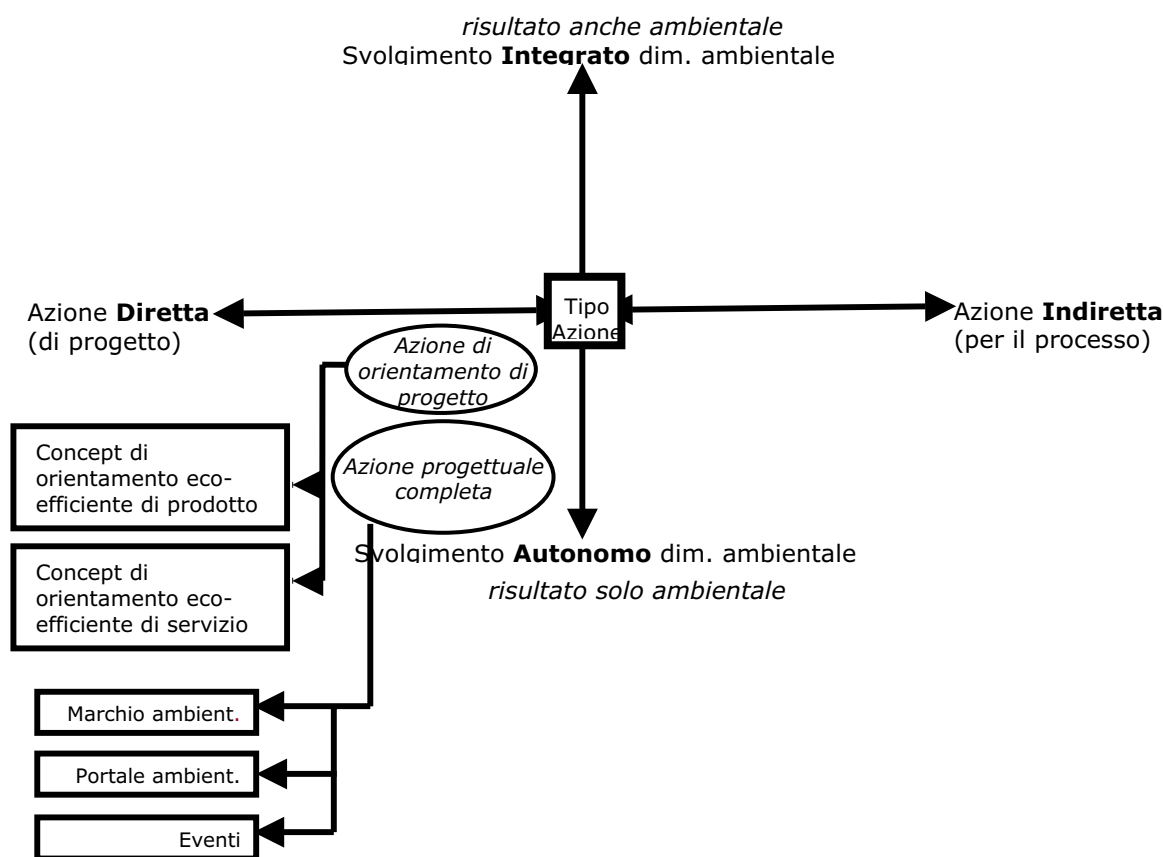 risultato anche ambientale
Svolgimento Integrato dim. ambientale
Azione Diretta
(di progetto)
Tipo
Azione
Azione Indiretta
(per il processo)
Azione di
orientamento di
progetto
Concept di
orientamento eco-
efficiente di prodotto
Azione progettuale
completa
Svolgimento Autonomo dim. ambientale
risultato solo ambientale
Concept di
orientamento eco-
efficiente di servizio
Marchio ambient.
Portale ambient.
Eventi